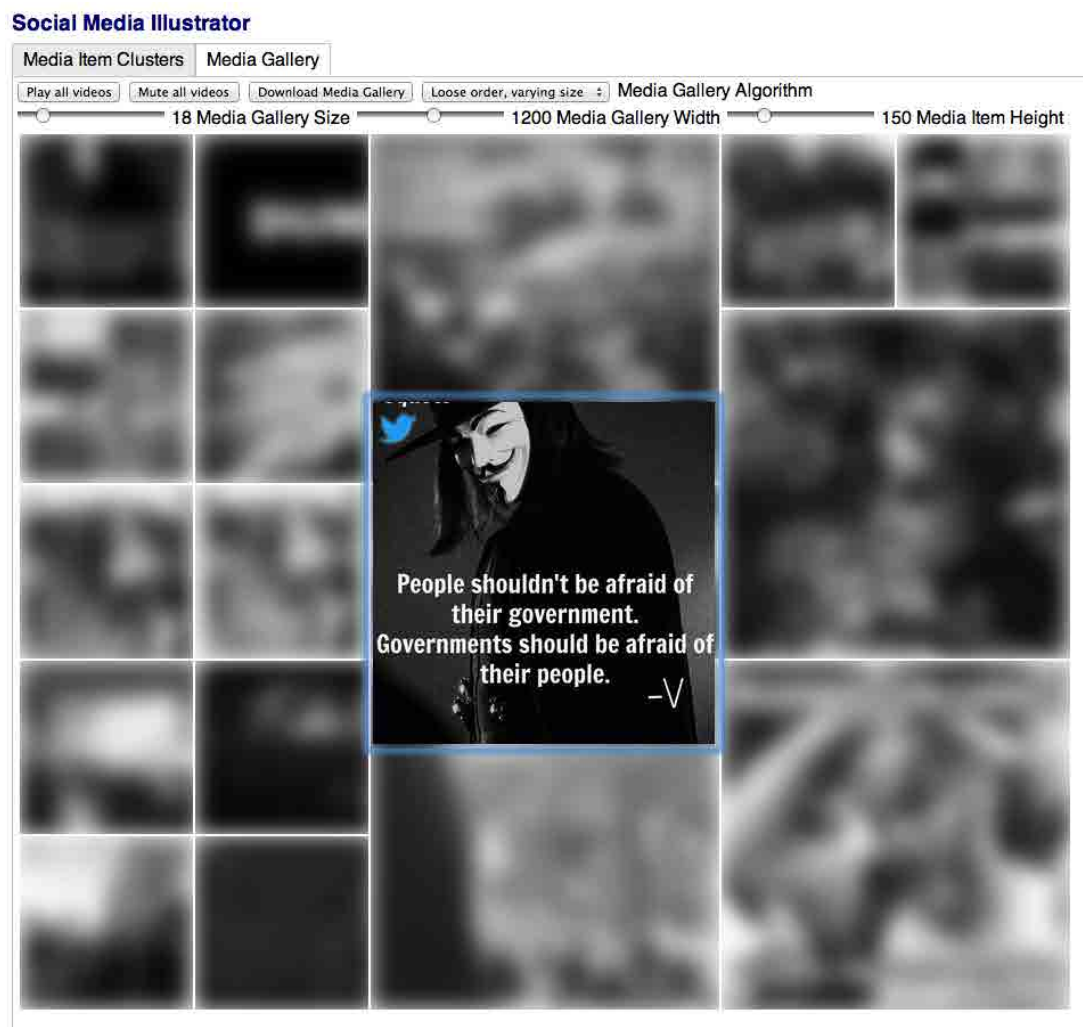 Social Media Illustrator
Media Item Clusters Media Gallery
Play all videos Mute all videos Download Media Gallery Loose order, varying size Media Gallery Algorithm
18 Media Gallery Size 1200 Media Gallery Width 150 Media Item Height
People shouldn't be afraid of
their government.
Governments should be afraid of
their people.
–V